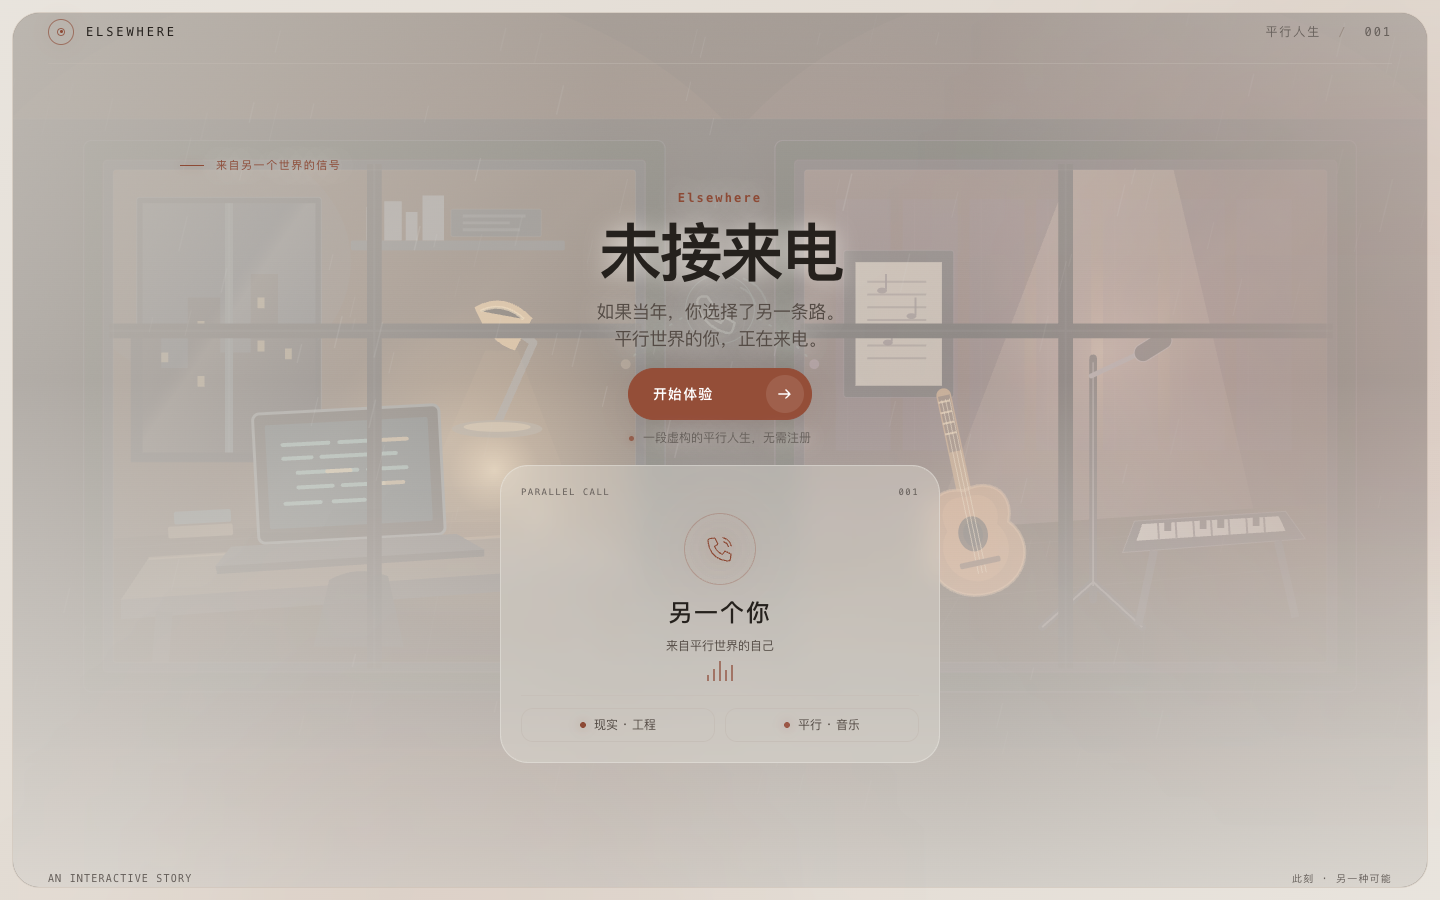 ELSEWHERE
平行人生 / 001
来自另一个世界的信号
Elsewhere
未接来电
如果当年，你选择了另一条路。
平行世界的你，正在来电。
开始体验
一段虚构的平行人生，无需注册
PARALLEL CALL
001
另一个你
来自平行世界的自己
现实 · 工程
平行 · 音乐
AN INTERACTIVE STORY
此刻 · 另一种可能